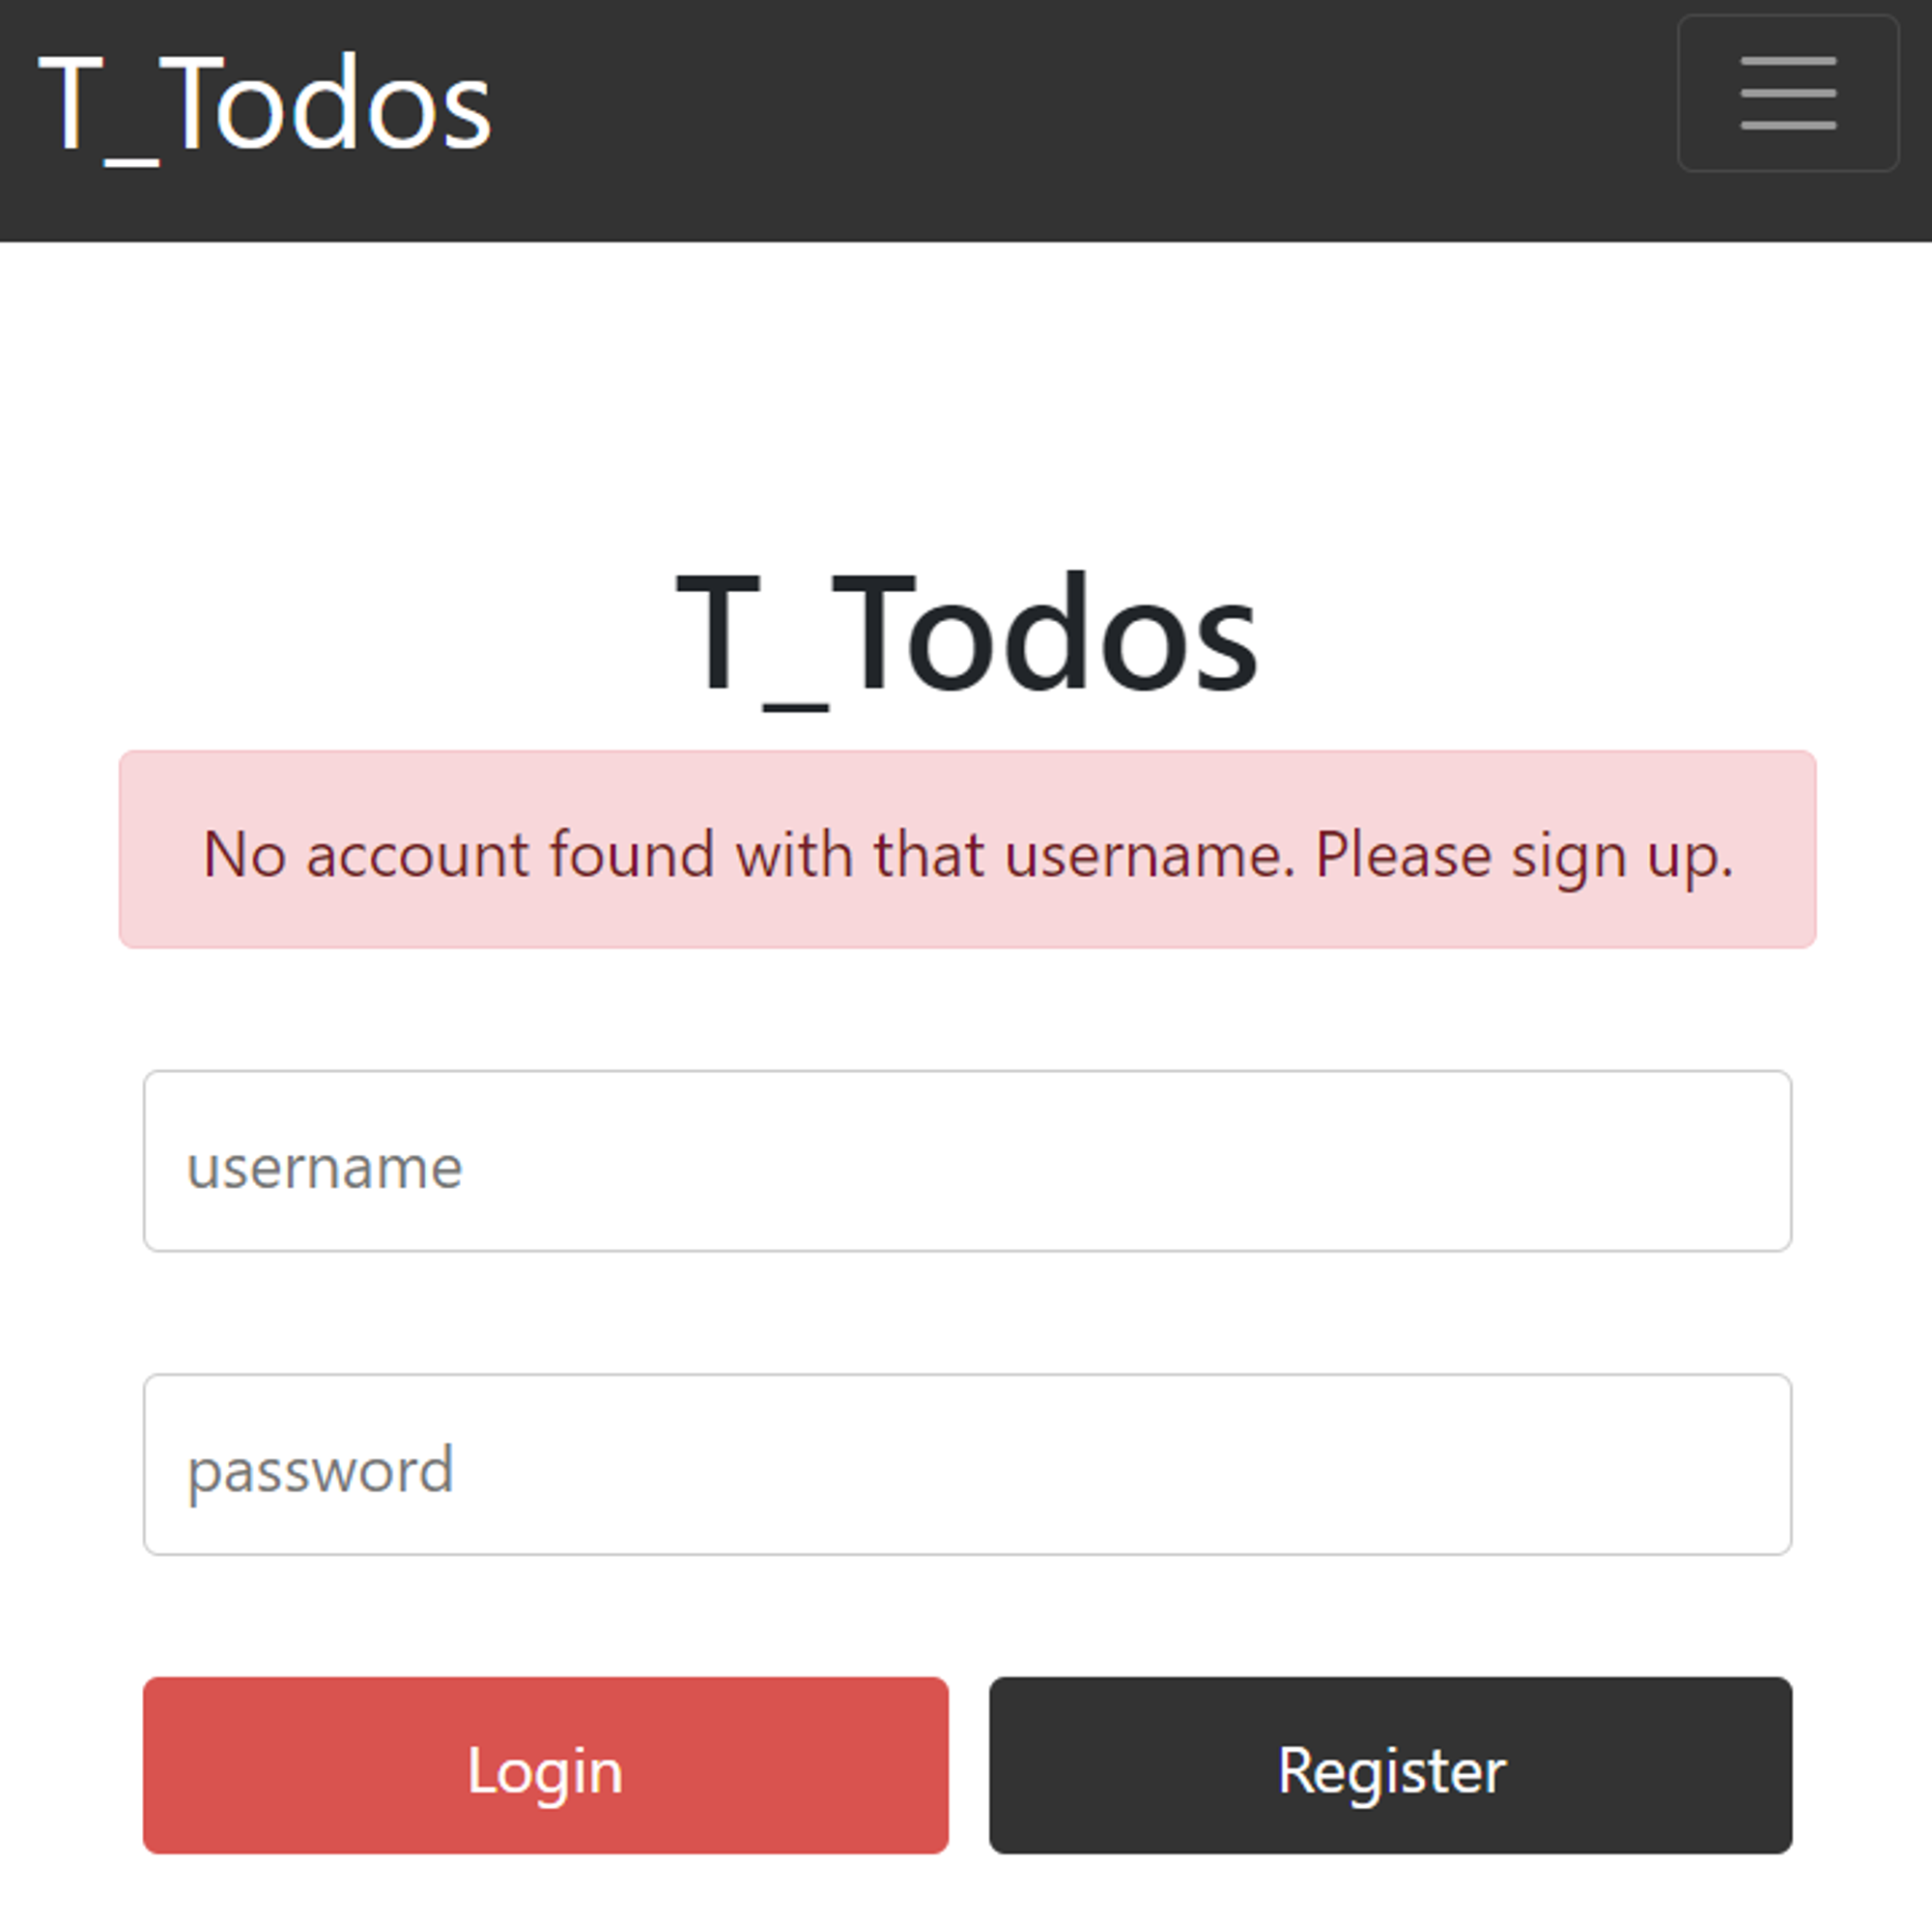 T_Todos
T_Todos
No account found with that username. Please sign up.
username
password
Login
Register